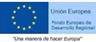 Unión Europea
Fondo Europeo de
Desarrollo Regional
"Una manera de hacer Europa"